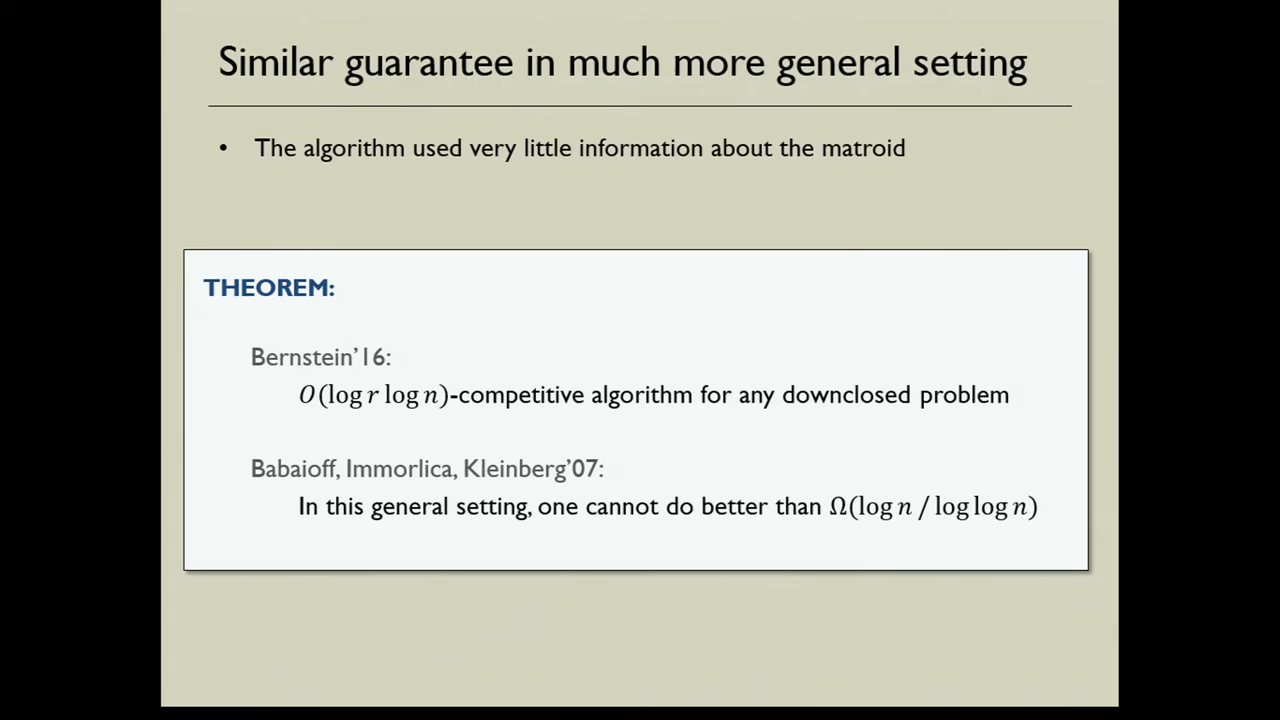 Similar guarantee in much more general setting
• The algorithm used very little information about the matroid
THEOREM:
Bernstein'16:
O(log r log n)-competitive algorithm for any downclosed problem
Babaioff, Immorlica, Kleinberg'07:
In this general setting, one cannot do better than Ω(log n / log log n)